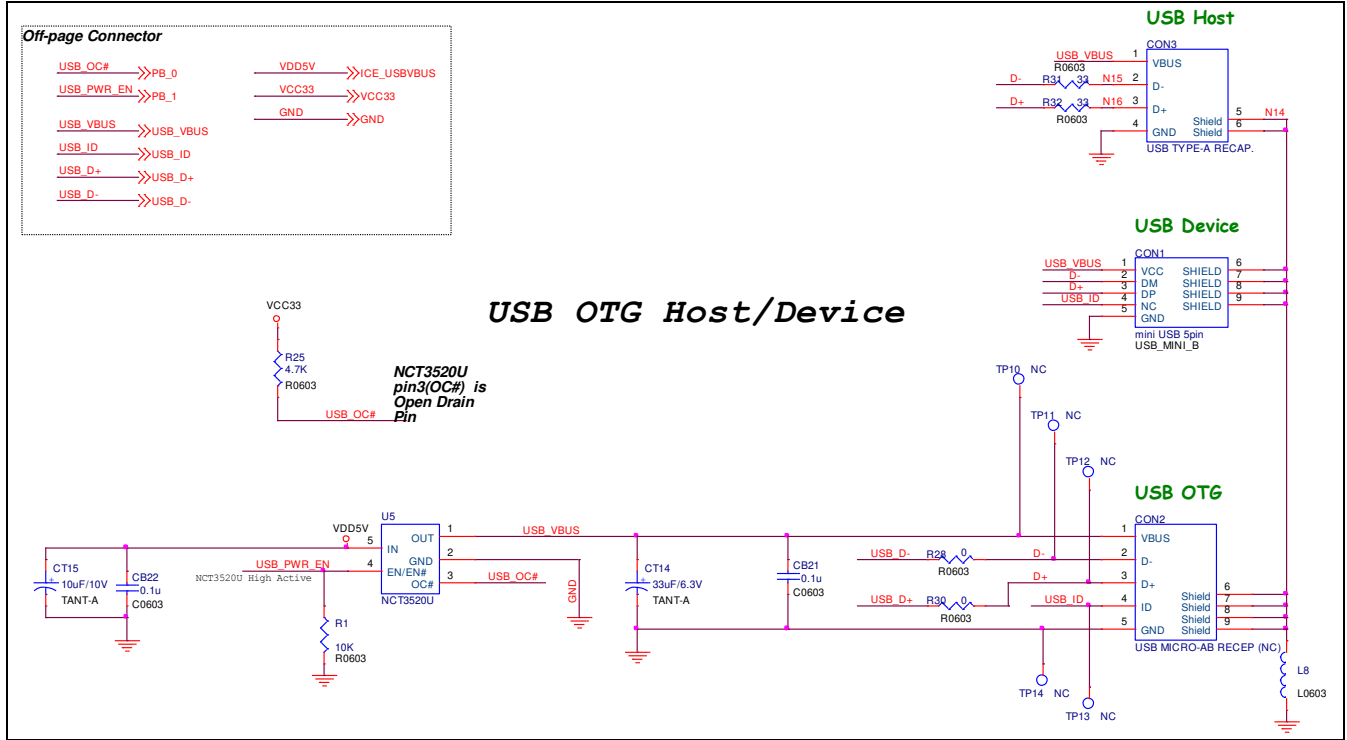 Off-page Connector
USB_OC# PB_0
USB_PWR_EN PB_1
USB_VBUS USB_VBUS
USB_ID USB_ID
USB_D+ USB_D+
USB_D- USB_D-
VDD5V ICE_USBVBUS
VCC33 VCC33
GND GND
USB Host
CON3
USB_VBUS 1 VBUS
R0603
D- R31 33 N15 2 D-
D+ R32 33 N16 3 D+
R0603
4 GND
Shield 5 N14
Shield 6
USB TYPE-A RECAP.
USB Device
CON1
USB_VBUS 1 VCC SHIELD 6
D- 2 DM SHIELD 7
D+ 3 DP SHIELD 8
USB_ID 4 NC SHIELD 9
5 GND
mini USB 5pin
USB_MINI_B
USB OTG Host/Device
VCC33
R25
4.7K
R0603
USB_OC#
NCT3520U
pin3(OC#) is
Open Drain
Pin
TP10 NC
TP11 NC
TP12 NC
USB OTG
CON2
1 VBUS
USB_D- R28 0 D- 2 D-
R0603
D+ 3 D+
USB_D+ R30 0
R0603
USB_ID 4 ID
5 GND
Shield 6
Shield 7
Shield 8
Shield 9
USB MICRO-AB RECEP (NC)
TP14 NC
TP13 NC
L8
L0603
U5
VDD5V 5 IN OUT 1 USB_VBUS
GND 2 GND
USB_PWR_EN 4 EN/EN#
OC# 3 USB_OC#
NCT3520U High Active
NCT3520U
CT15
10uF/10V
TANT-A
CB22
0.1u
C0603
R1
10K
R0603
CT14
33uF/6.3V
TANT-A
CB21
0.1u
C0603